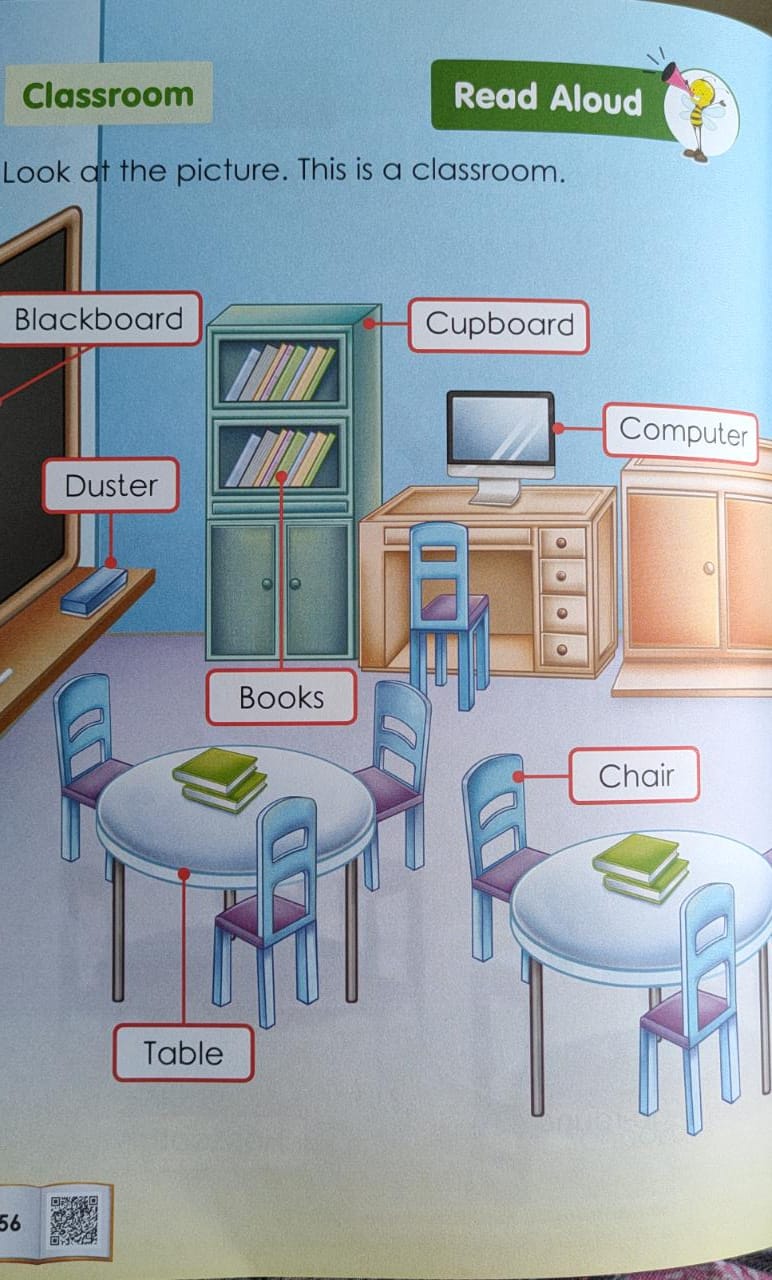 Classroom
Read Aloud
Look at the picture. This is a classroom.
Blackboard
Cupboard
Computer
Duster
Books
Chair
Table
56